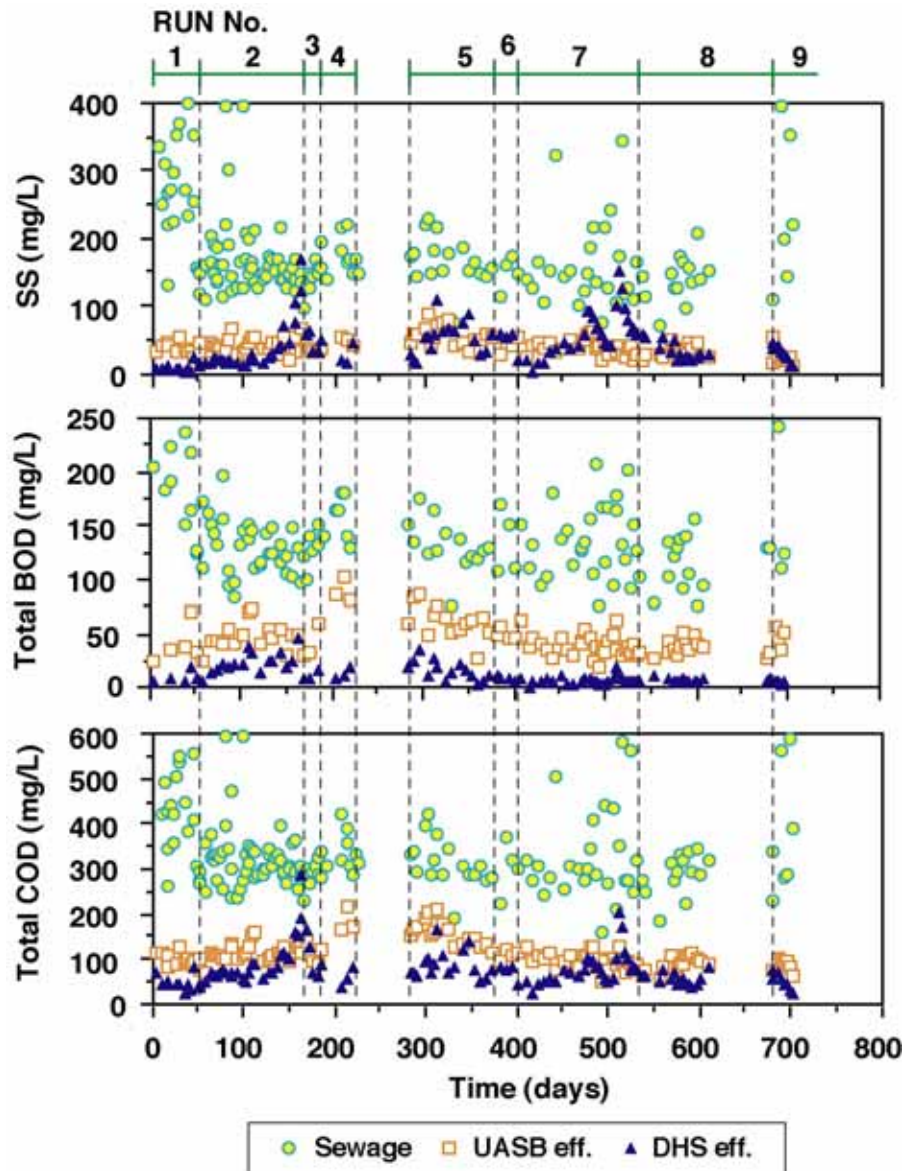 RUN No.
1 2 3 4 5 6 7 8 9
SS (mg/L)
400
300
200
100
0
Total BOD (mg/L)
250
200
150
100
50
0
Total COD (mg/L)
600
500
400
300
200
100
0
0 100 200 300 400 500 600 700 800
Time (days)
Sewage UASB eff. DHS eff.